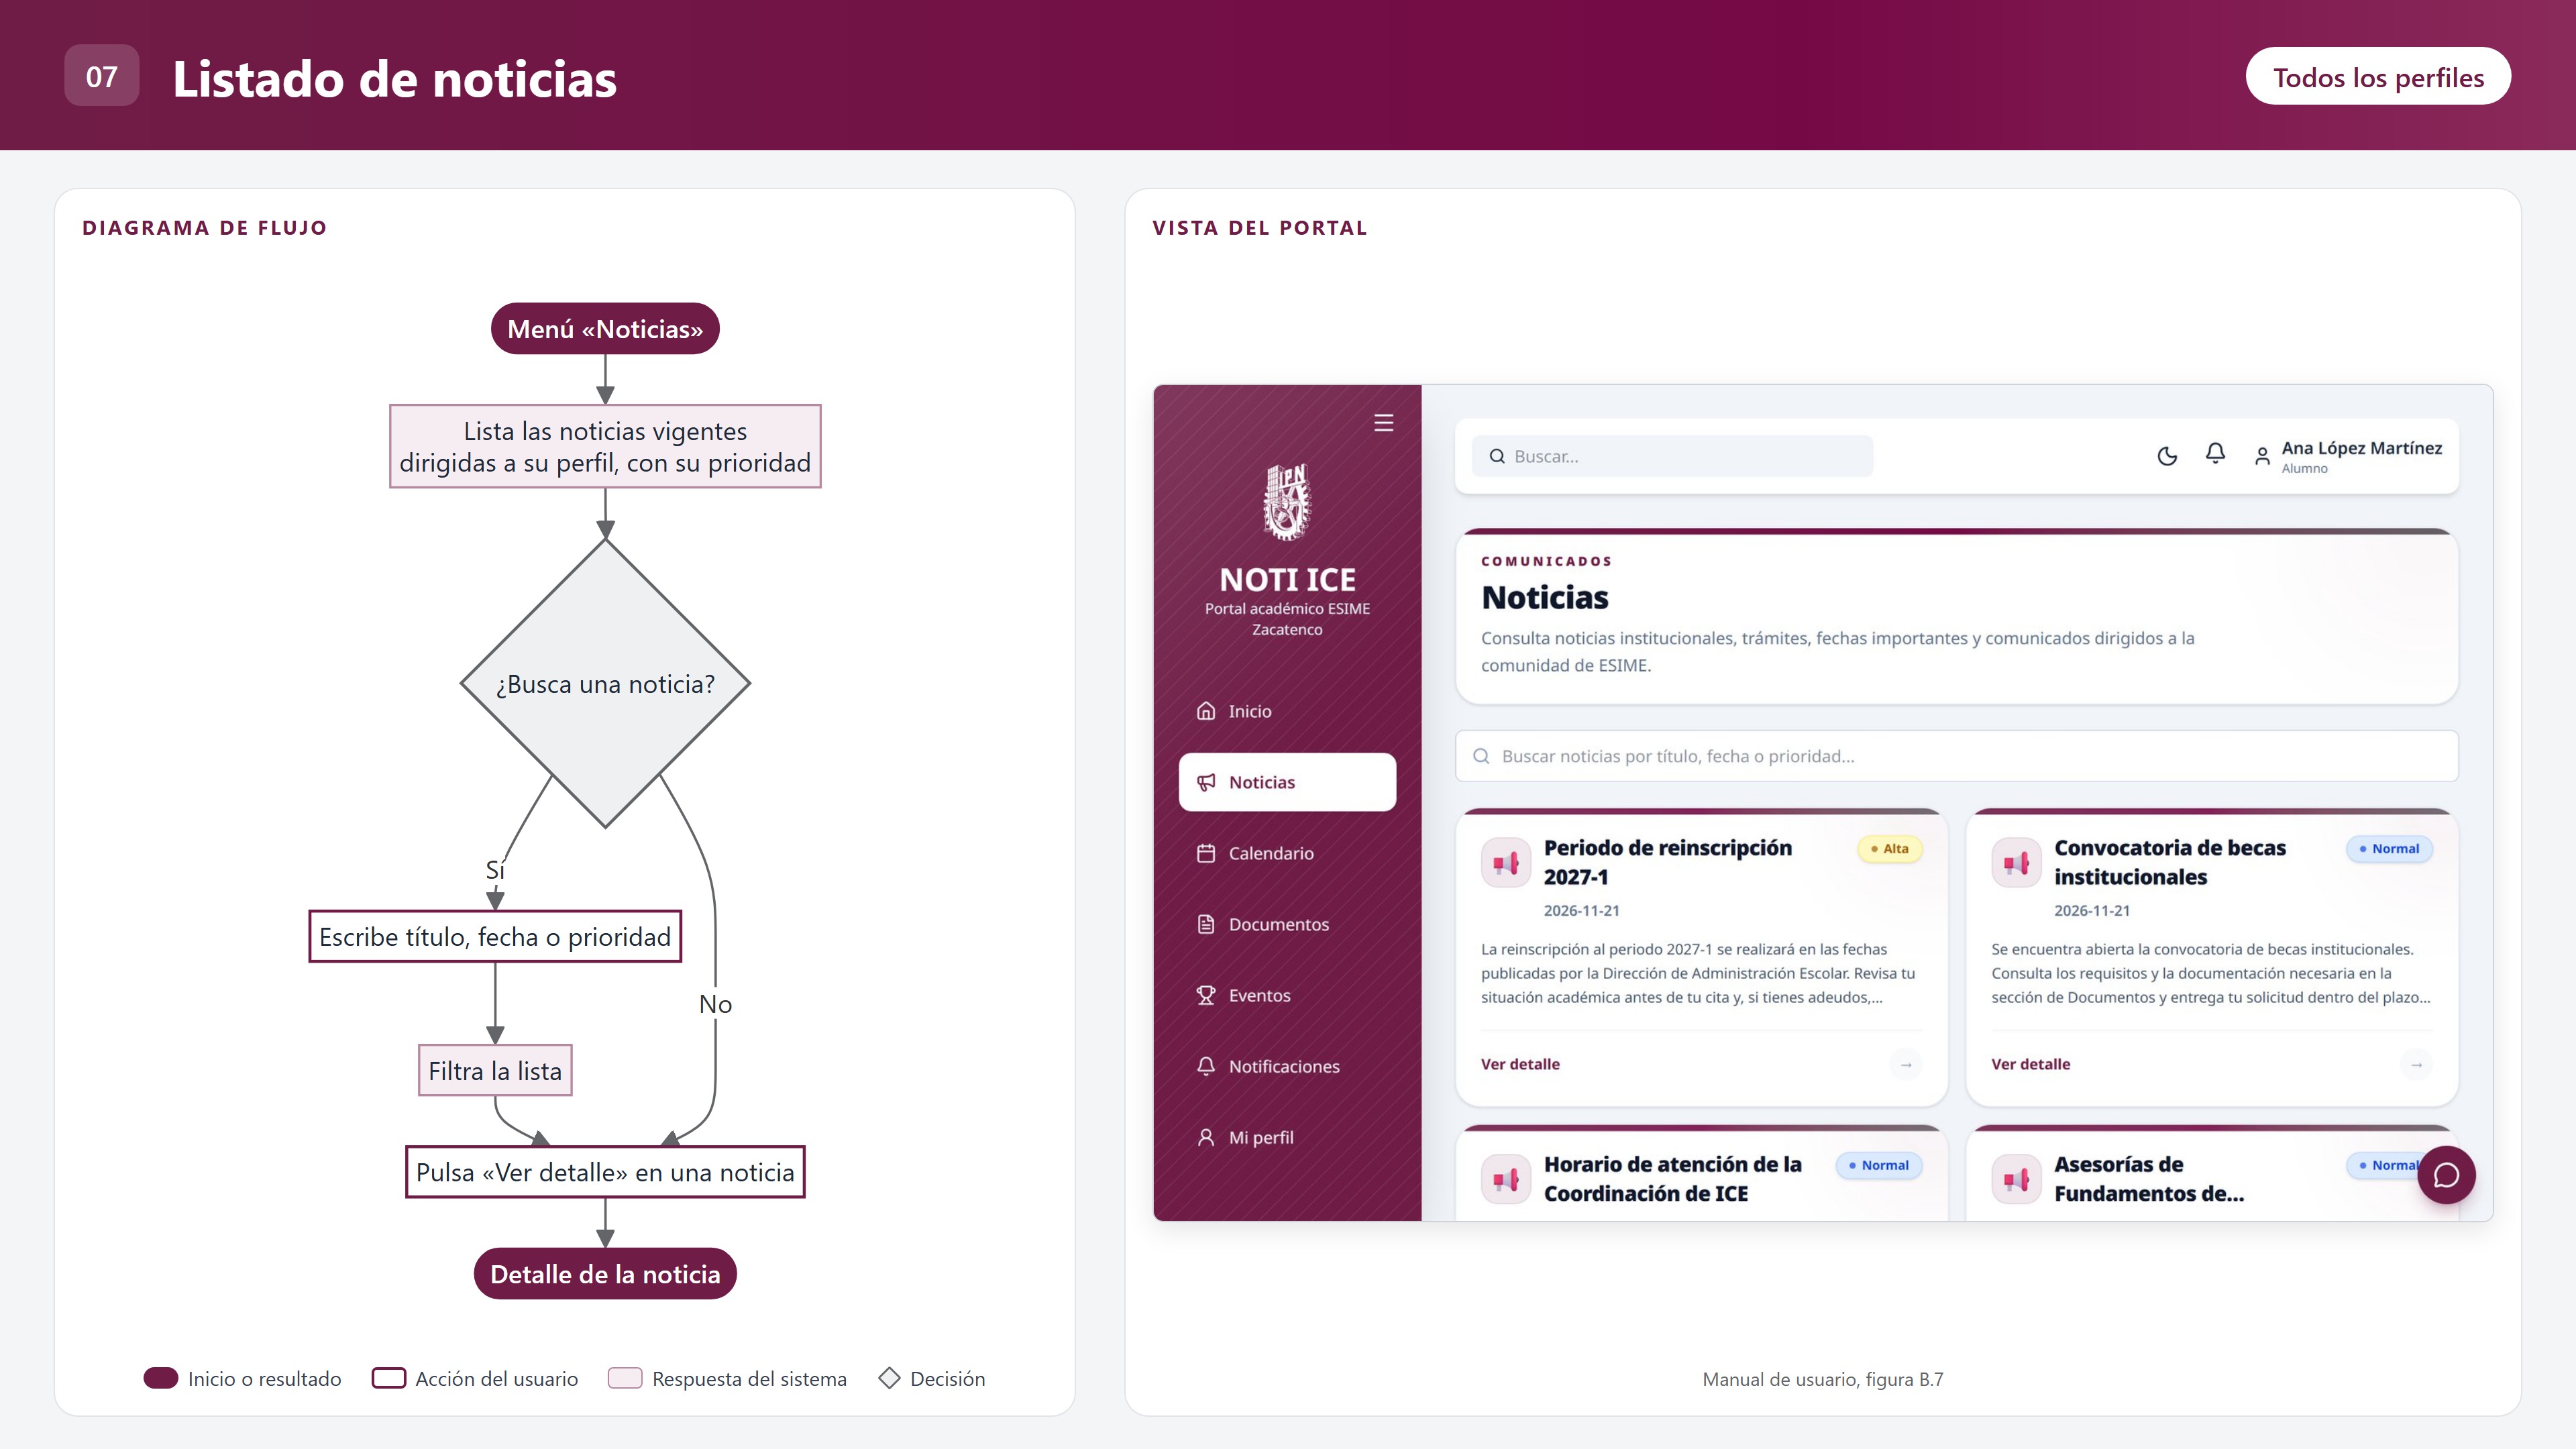 07
Listado de noticias
Todos los perfiles
DIAGRAMA DE FLUJO
Menú «Noticias»
Lista las noticias vigentes
dirigidas a su perfil, con su prioridad
¿Busca una noticia?
Sí
Escribe título, fecha o prioridad
No
Filtra la lista
Pulsa «Ver detalle» en una noticia
Detalle de la noticia
Inicio o resultado
Acción del usuario
Respuesta del sistema
Decisión
VISTA DEL PORTAL
IPN
NOTI ICE
Portal académico ESIME
Zacatenco
Inicio
Noticias
Calendario
Documentos
Eventos
Notificaciones
Mi perfil
Buscar...
Ana López Martínez
Alumno
COMUNICADOS
Noticias
Consulta noticias institucionales, trámites, fechas importantes y comunicados dirigidos a la
comunidad de ESIME.
Buscar noticias por título, fecha o prioridad...
Periodo de reinscripción
2027-1
Alta
2026-11-21
La reinscripción al periodo 2027-1 se realizará en las fechas
publicadas por la Dirección de Administración Escolar. Revisa tu
situación académica antes de tu cita y, si tienes adeudos,...
Ver detalle
→
Convocatoria de becas
institucionales
Normal
2026-11-21
Se encuentra abierta la convocatoria de becas institucionales.
Consulta los requisitos y la documentación necesaria en la
sección de Documentos y entrega tu solicitud dentro del plazo...
Ver detalle
→
Horario de atención de la
Coordinación de ICE
Normal
Asesorías de
Fundamentos de...
Normal
Manual de usuario, figura B.7